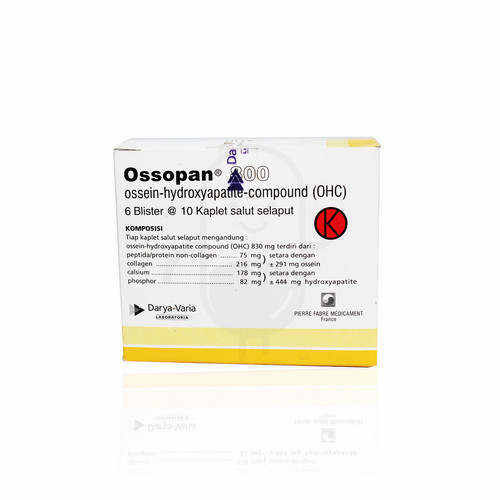 Ossopan® 800
ossein-hydroxyapatite-compound (OHC)
6 Blister @ 10 Kaplet salut selaput
K
KOMPOSISI
Tiap kaplet salut selaput mengandung :
ossein-hydroxyapatite compound (OHC) 830 mg terdiri dari :
peptida/protein non-collagen ........ 75 mg } setara dengan
collagen ........ 216 mg } ± 291 mg ossein
calsium ........ 178 mg } setara dengan
phosphor ........ 82 mg } ± 444 mg hydroxyapatite
Darya-Varia
LABORATORIA
PIERRE FABRE MEDICAMENT
France